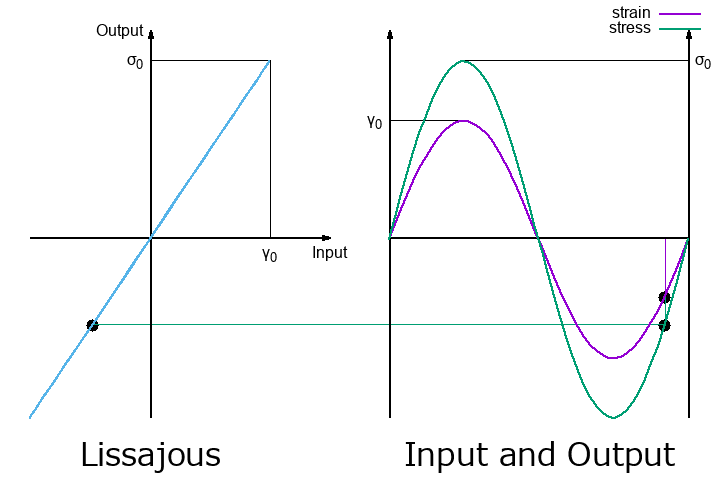 Output
σ0
γ0
Input
Lissajous
strain
stress
σ0
γ0
Input and Output